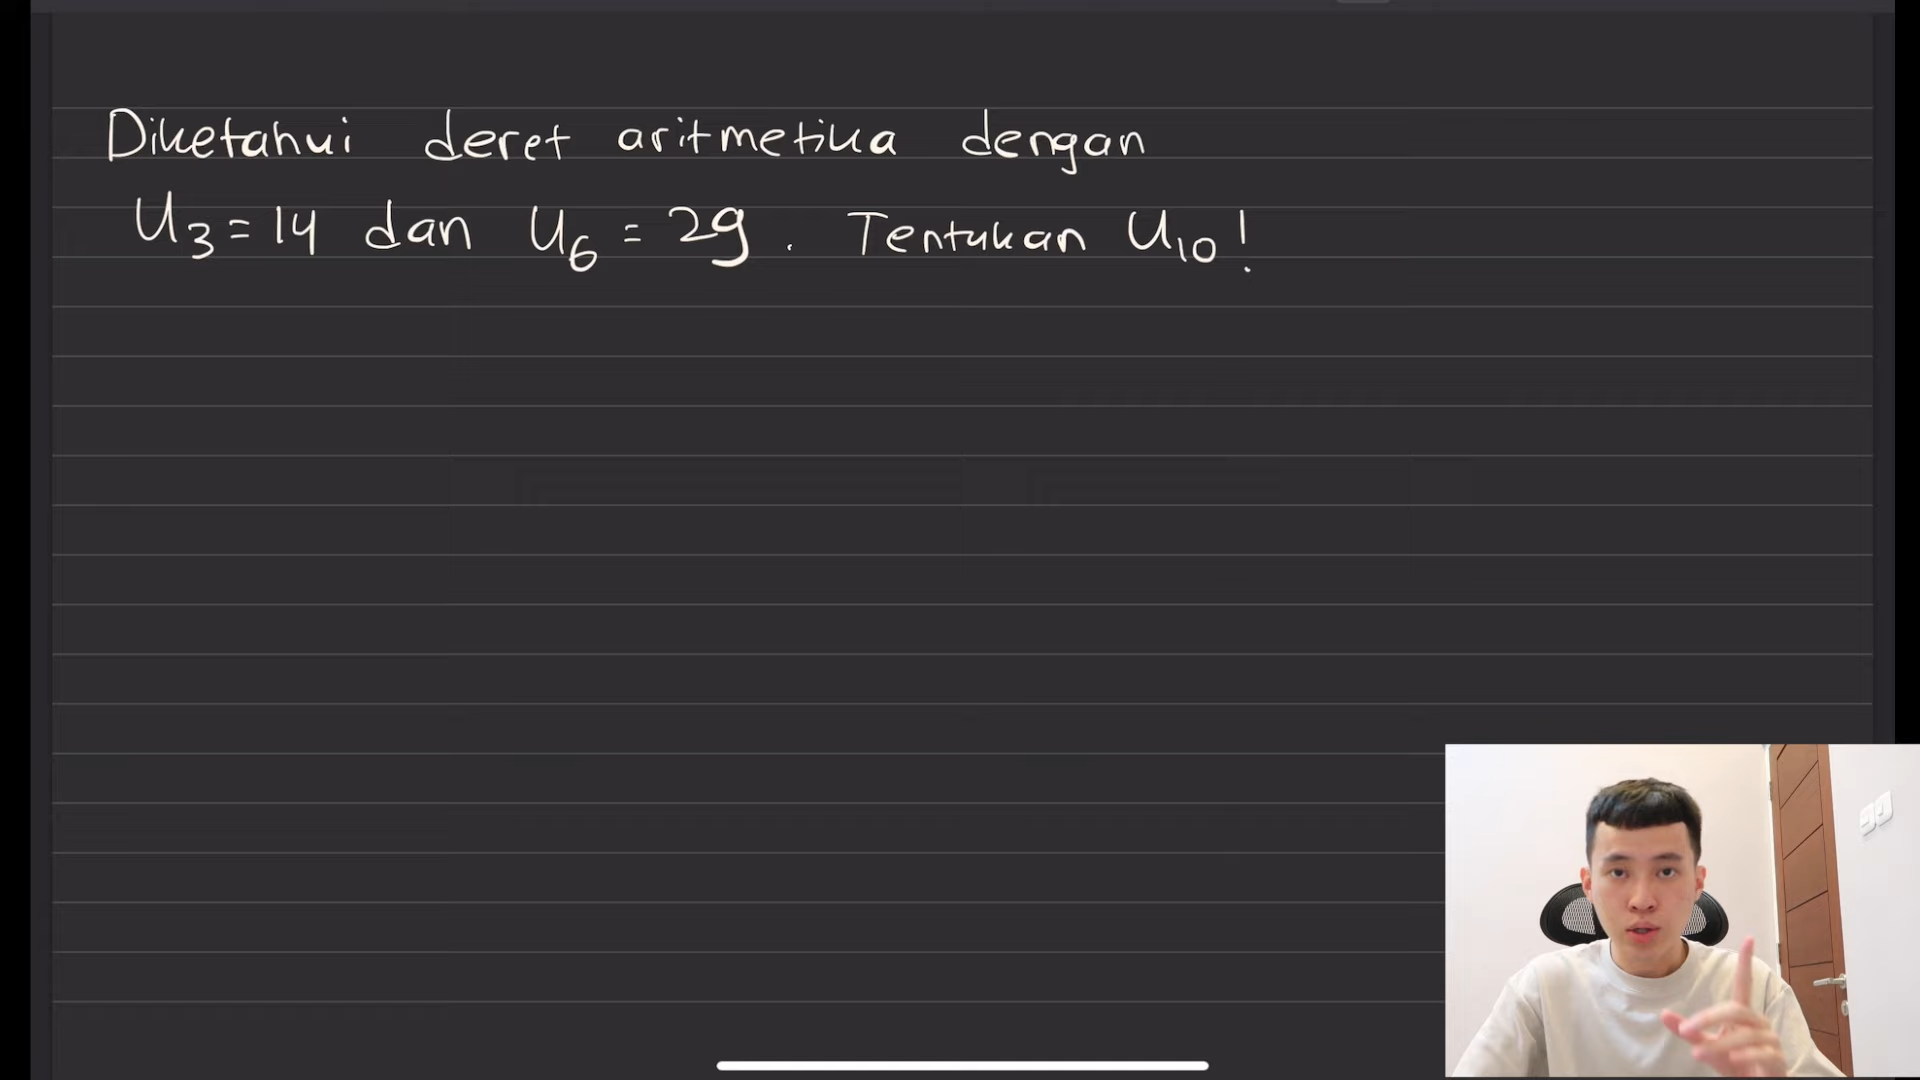 Diketahui deret aritmetika dengan
U₃ = 14 dan U₆ = 29. Tentukan U₁₀!